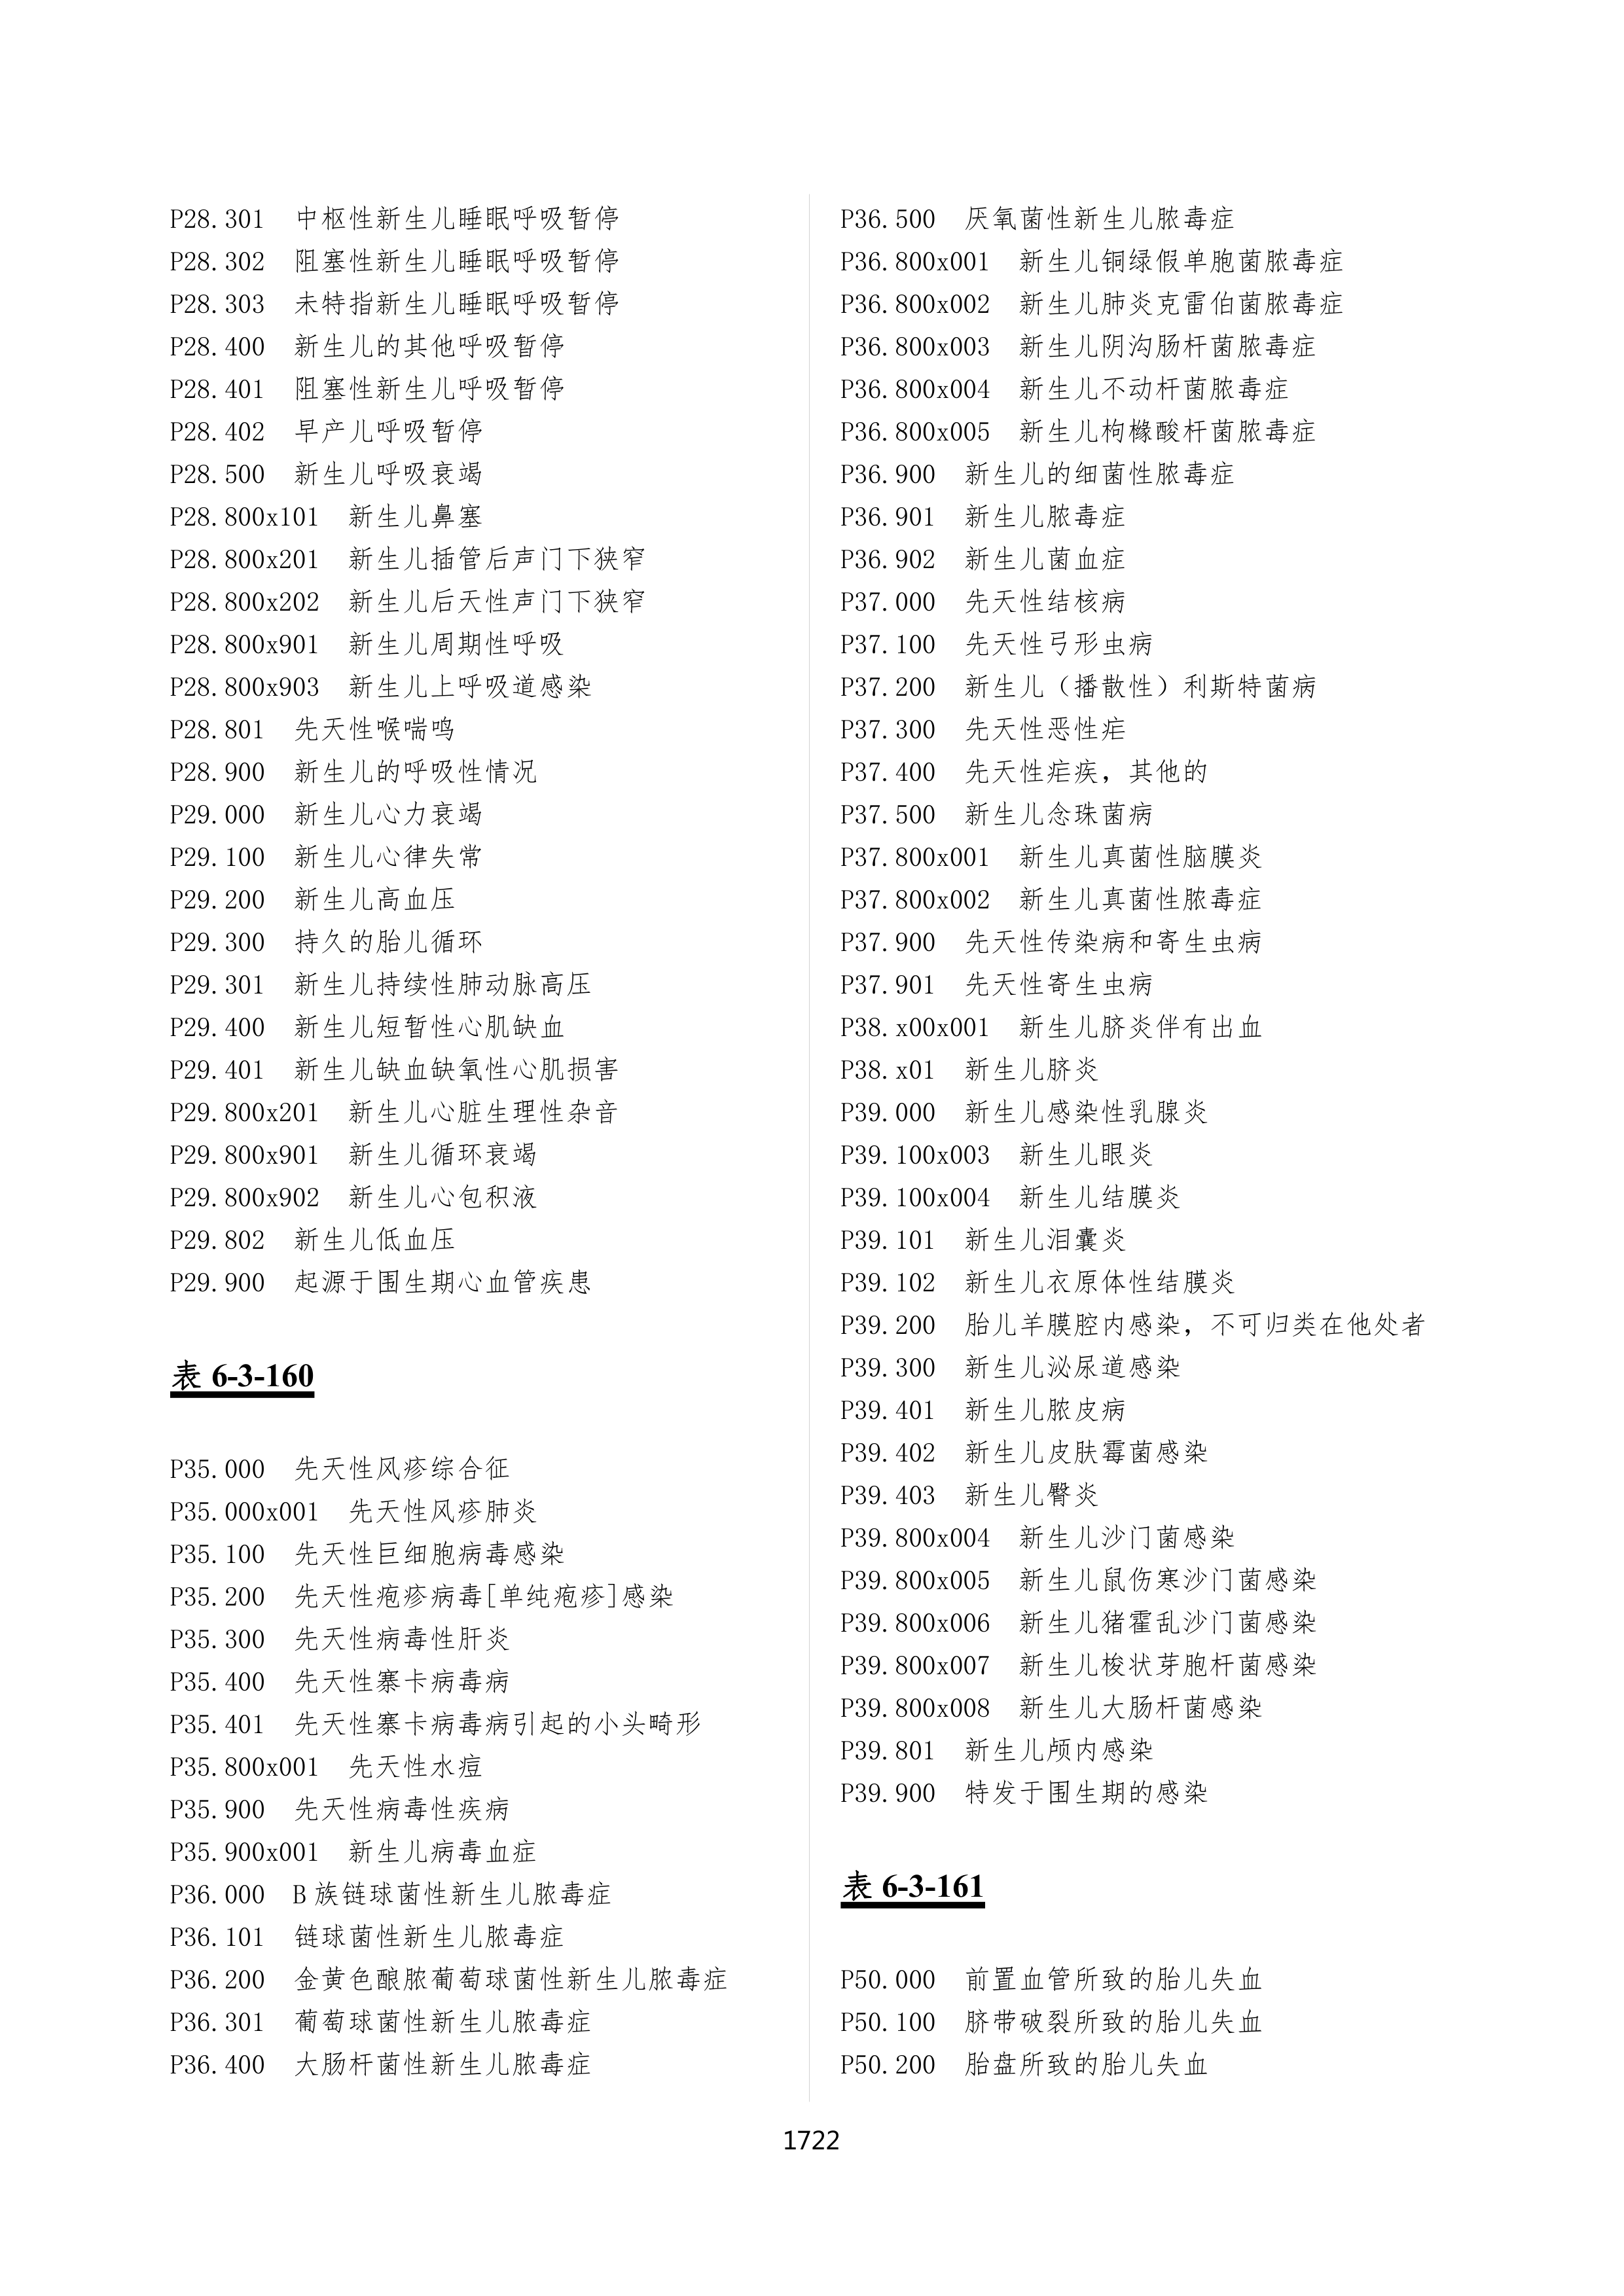 P28.301 中枢性新生儿睡眠呼吸暂停
P28.302 阻塞性新生儿睡眠呼吸暂停
P28.303 未特指新生儿睡眠呼吸暂停
P28.400 新生儿的其他呼吸暂停
P28.401 阻塞性新生儿呼吸暂停
P28.402 早产儿呼吸暂停
P28.500 新生儿呼吸衰竭
P28.800x101 新生儿鼻塞
P28.800x201 新生儿插管后声门下狭窄
P28.800x202 新生儿后天性声门下狭窄
P28.800x901 新生儿周期性呼吸
P28.800x903 新生儿上呼吸道感染
P28.801 先天性喉喘鸣
P28.900 新生儿的呼吸性情况
P29.000 新生儿心力衰竭
P29.100 新生儿心律失常
P29.200 新生儿高血压
P29.300 持久的胎儿循环
P29.301 新生儿持续性肺动脉高压
P29.400 新生儿短暂性心肌缺血
P29.401 新生儿缺血缺氧性心肌损害
P29.800x201 新生儿心脏生理性杂音
P29.800x901 新生儿循环衰竭
P29.800x902 新生儿心包积液
P29.802 新生儿低血压
P29.900 起源于围生期心血管疾患
表 6-3-160
P35.000 先天性风疹综合征
P35.000x001 先天性风疹肺炎
P35.100 先天性巨细胞病毒感染
P35.200 先天性疱疹病毒[单纯疱疹]感染
P35.300 先天性病毒性肝炎
P35.400 先天性寨卡病毒病
P35.401 先天性寨卡病毒病引起的小头畸形
P35.800x001 先天性水痘
P35.900 先天性病毒性疾病
P35.900x001 新生儿病毒血症
P36.000 B 族链球菌性新生儿脓毒症
P36.101 链球菌性新生儿脓毒症
P36.200 金黄色酿脓葡萄球菌性新生儿脓毒症
P36.301 葡萄球菌性新生儿脓毒症
P36.400 大肠杆菌性新生儿脓毒症
P36.500 厌氧菌性新生儿脓毒症
P36.800x001 新生儿铜绿假单胞菌脓毒症
P36.800x002 新生儿肺炎克雷伯菌脓毒症
P36.800x003 新生儿阴沟肠杆菌脓毒症
P36.800x004 新生儿不动杆菌脓毒症
P36.800x005 新生儿枸橼酸杆菌脓毒症
P36.900 新生儿的细菌性脓毒症
P36.901 新生儿脓毒症
P36.902 新生儿菌血症
P37.000 先天性结核病
P37.100 先天性弓形虫病
P37.200 新生儿（播散性）利斯特菌病
P37.300 先天性恶性疟
P37.400 先天性疟疾，其他的
P37.500 新生儿念珠菌病
P37.800x001 新生儿真菌性脑膜炎
P37.800x002 新生儿真菌性脓毒症
P37.900 先天性传染病和寄生虫病
P37.901 先天性寄生虫病
P38.x00x001 新生儿脐炎伴有出血
P38.x01 新生儿脐炎
P39.000 新生儿感染性乳腺炎
P39.100x003 新生儿眼炎
P39.100x004 新生儿结膜炎
P39.101 新生儿泪囊炎
P39.102 新生儿衣原体性结膜炎
P39.200 胎儿羊膜腔内感染，不可归类在他处者
P39.300 新生儿泌尿道感染
P39.401 新生儿脓皮病
P39.402 新生儿皮肤霉菌感染
P39.403 新生儿臀炎
P39.800x004 新生儿沙门菌感染
P39.800x005 新生儿鼠伤寒沙门菌感染
P39.800x006 新生儿猪霍乱沙门菌感染
P39.800x007 新生儿梭状芽胞杆菌感染
P39.800x008 新生儿大肠杆菌感染
P39.801 新生儿颅内感染
P39.900 特发于围生期的感染
表 6-3-161
P50.000 前置血管所致的胎儿失血
P50.100 脐带破裂所致的胎儿失血
P50.200 胎盘所致的胎儿失血
1722